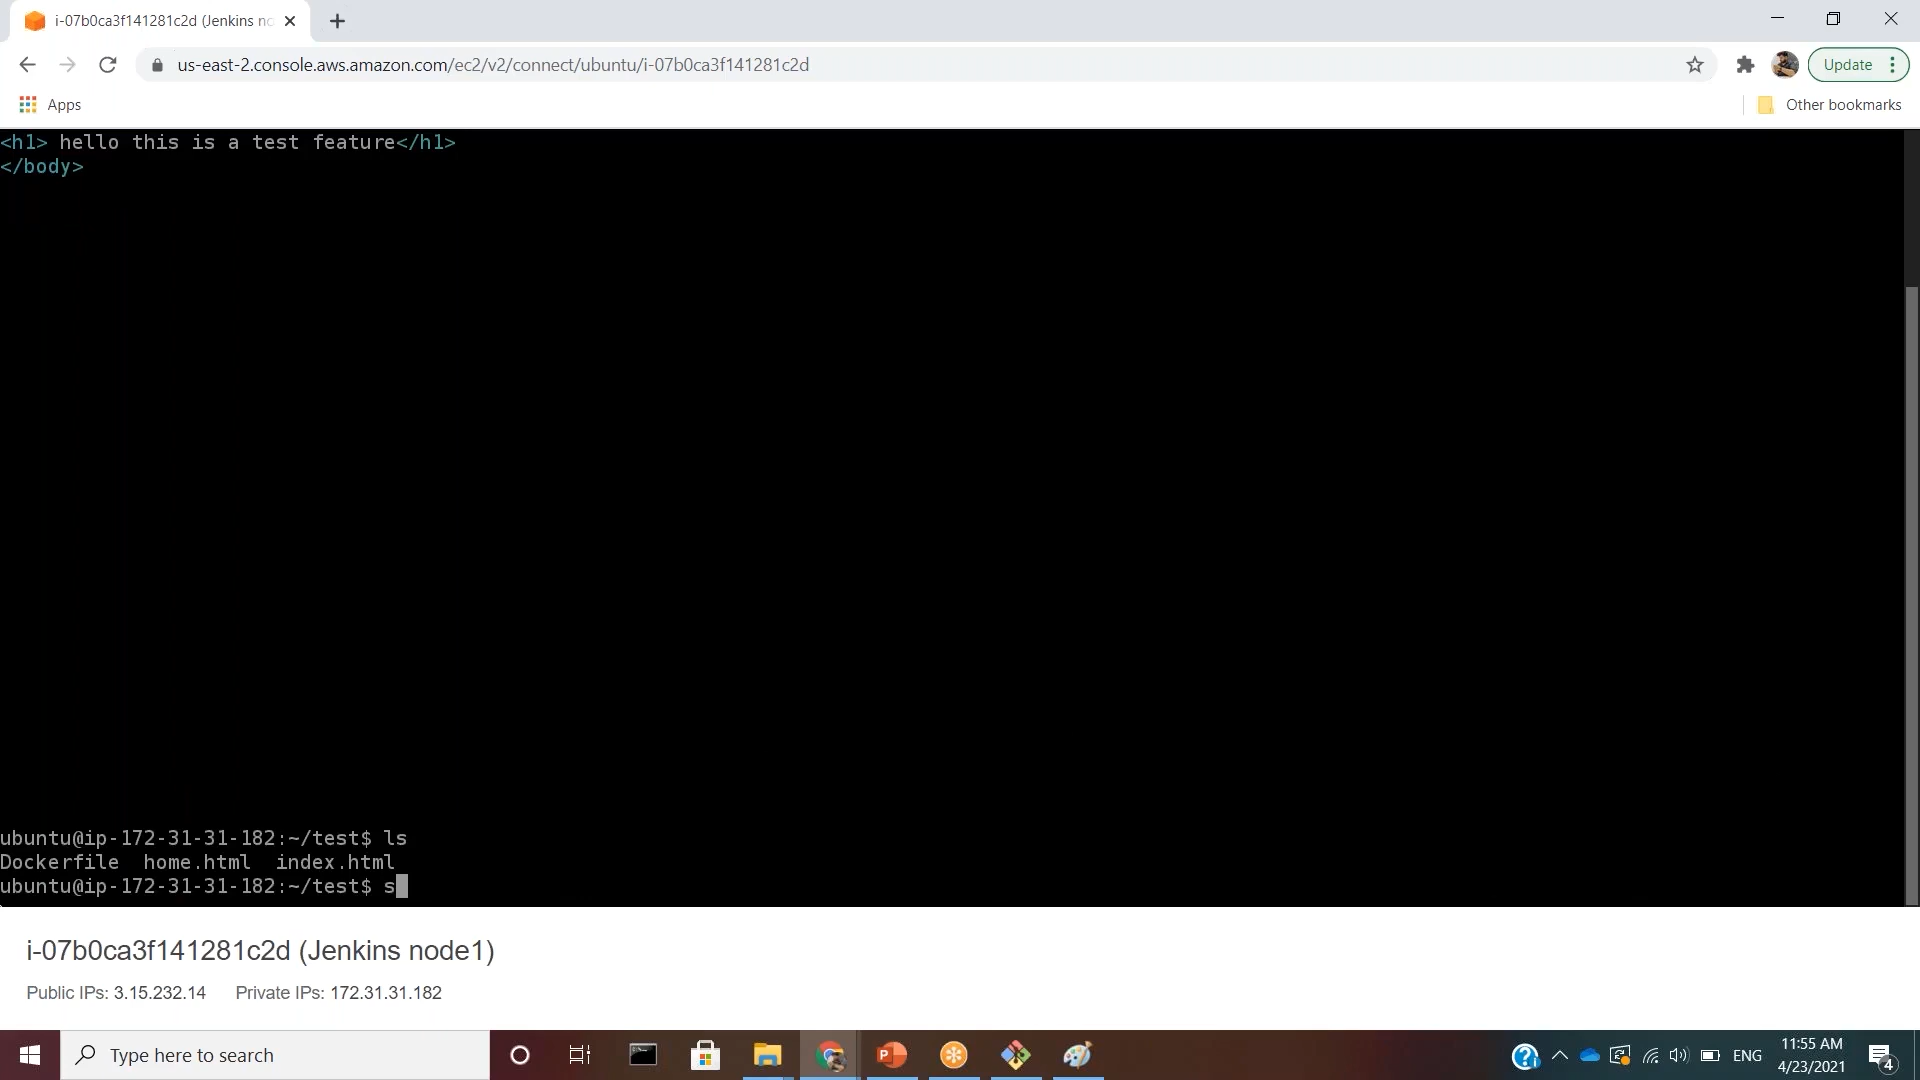 i-07b0ca3f141281c2d (Jenkins no
us-east-2.console.aws.amazon.com/ec2/v2/connect/ubuntu/i-07b0ca3f141281c2d
Update
Apps
Other bookmarks
<h1> hello this is a test feature</h1>
</body>
ubuntu@ip-172-31-31-182:~/test$ ls
Dockerfile  home.html  index.html
ubuntu@ip-172-31-31-182:~/test$ s
i-07b0ca3f141281c2d (Jenkins node1)
Public IPs: 3.15.232.14 Private IPs: 172.31.31.182
Type here to search
ENG
11:55 AM
4/23/2021
4